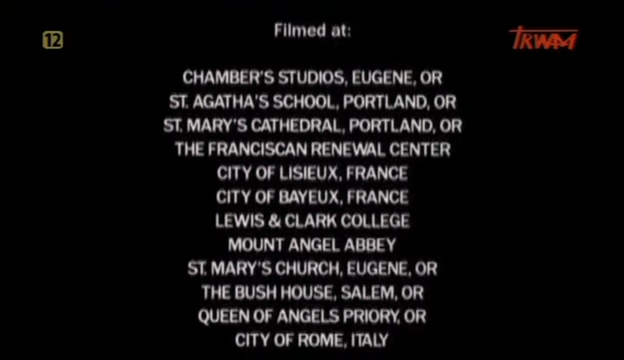 Filmed at:
12
TRWAM
CHAMBER'S STUDIOS, EUGENE, OR
ST. AGATHA'S SCHOOL, PORTLAND, OR
ST. MARY'S CATHEDRAL, PORTLAND, OR
THE FRANCISCAN RENEWAL CENTER
CITY OF LISIEUX, FRANCE
CITY OF BAYEUX, FRANCE
LEWIS & CLARK COLLEGE
MOUNT ANGEL ABBEY
ST. MARY'S CHURCH, EUGENE, OR
THE BUSH HOUSE, SALEM, OR
QUEEN OF ANGELS PRIORY, OR
CITY OF ROME, ITALY